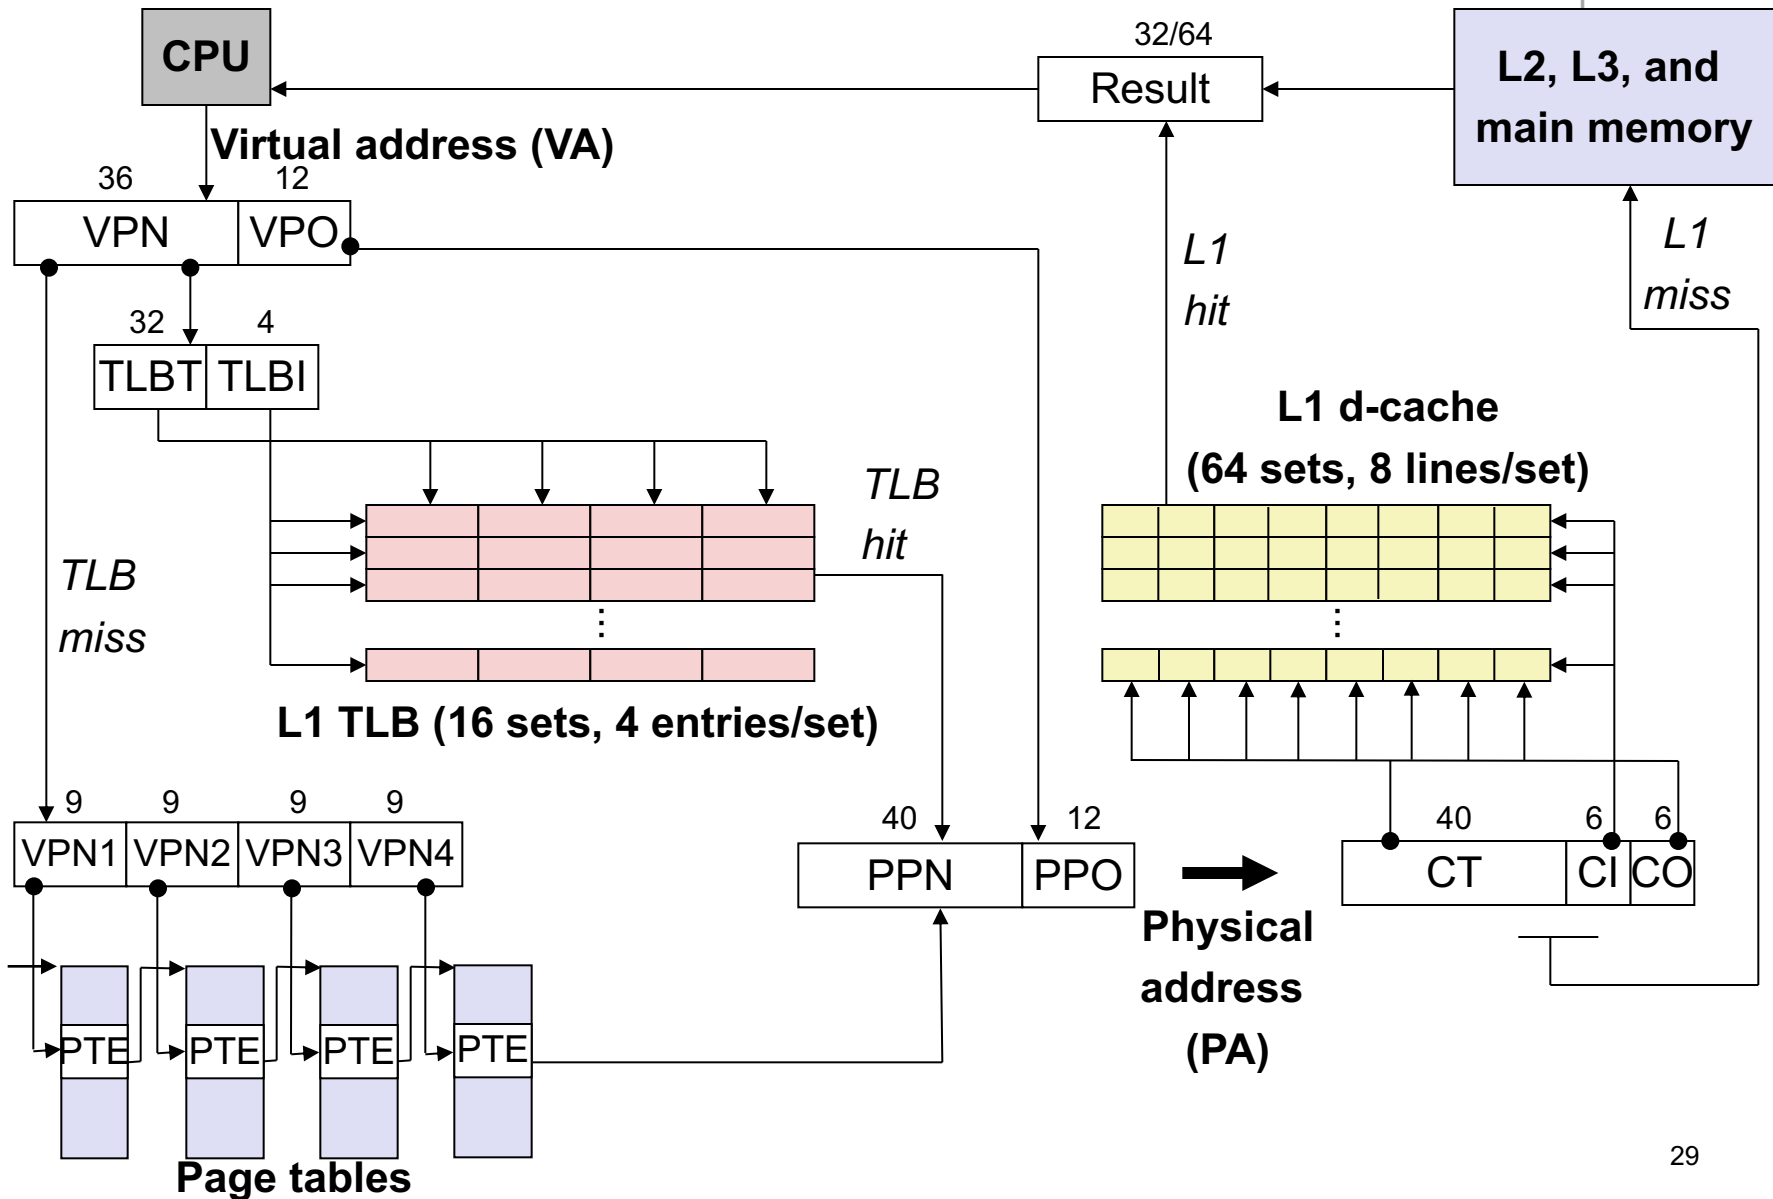 CPU
32/64
Result
L2, L3, and
main memory
Virtual address (VA)
36 12
VPN VPO
L1
hit
L1
miss
32 4
TLBT TLBI
L1 d-cache
(64 sets, 8 lines/set)
TLB
hit
TLB
miss
...
...
L1 TLB (16 sets, 4 entries/set)
9 9 9 9
VPN1 VPN2 VPN3 VPN4
40 12
PPN PPO
40 6 6
CT CI CO
Physical
address
(PA)
PTE PTE PTE PTE
Page tables
29